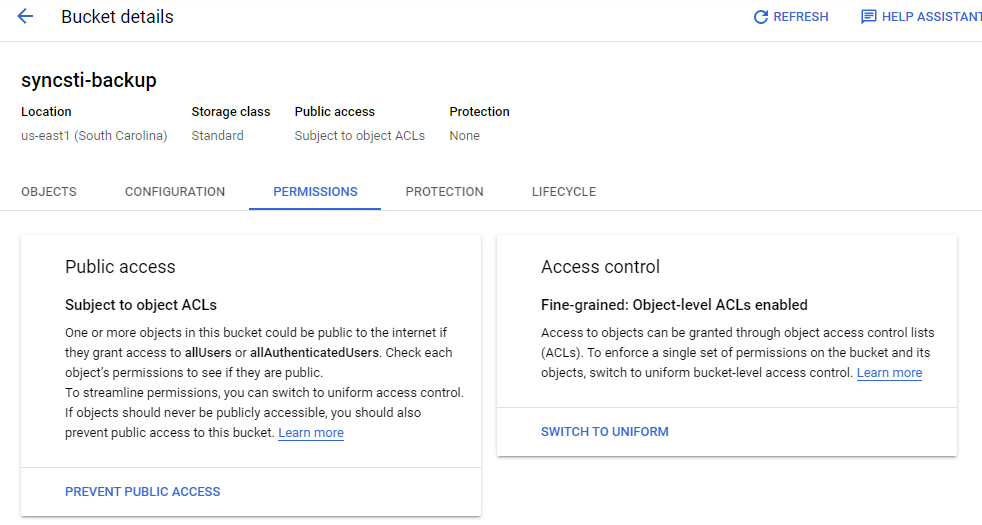 Bucket details
REFRESH
HELP ASSISTANT
syncsti-backup
Location
Storage class
Public access
Protection
us-east1 (South Carolina)
Standard
Subject to object ACLs
None
OBJECTS
CONFIGURATION
PERMISSIONS
PROTECTION
LIFECYCLE
Public access
Subject to object ACLs
One or more objects in this bucket could be public to the internet if
they grant access to allUsers or allAuthenticatedUsers. Check each
object's permissions to see if they are public.
To streamline permissions, you can switch to uniform access control.
If objects should never be publicly accessible, you should also
prevent public access to this bucket. Learn more
PREVENT PUBLIC ACCESS
Access control
Fine-grained: Object-level ACLs enabled
Access to objects can be granted through object access control lists
(ACLs). To enforce a single set of permissions on the bucket and its
objects, switch to uniform bucket-level access control. Learn more
SWITCH TO UNIFORM